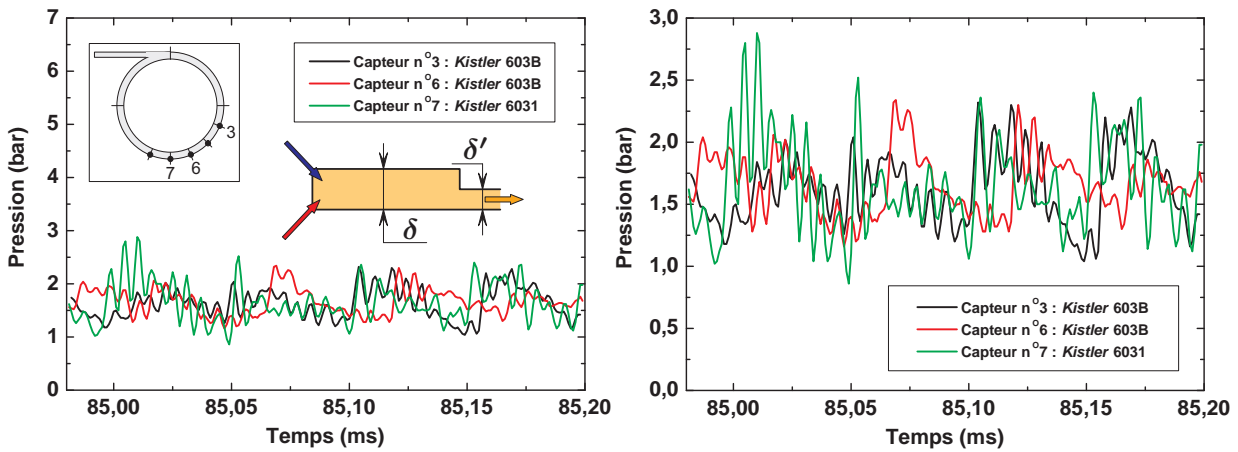 7
6
5
4
3
2
1
0
Pression (bar)
85,00
85,05
85,10
85,15
85,20
Temps (ms)
3
6
7
Capteur n°3 : Kistler 603B
Capteur n°6 : Kistler 603B
Capteur n°7 : Kistler 6031
δ'
δ
3,0
2,5
2,0
1,5
1,0
0,5
0,0
Pression (bar)
85,00
85,05
85,10
85,15
85,20
Temps (ms)
Capteur n°3 : Kistler 603B
Capteur n°6 : Kistler 603B
Capteur n°7 : Kistler 6031